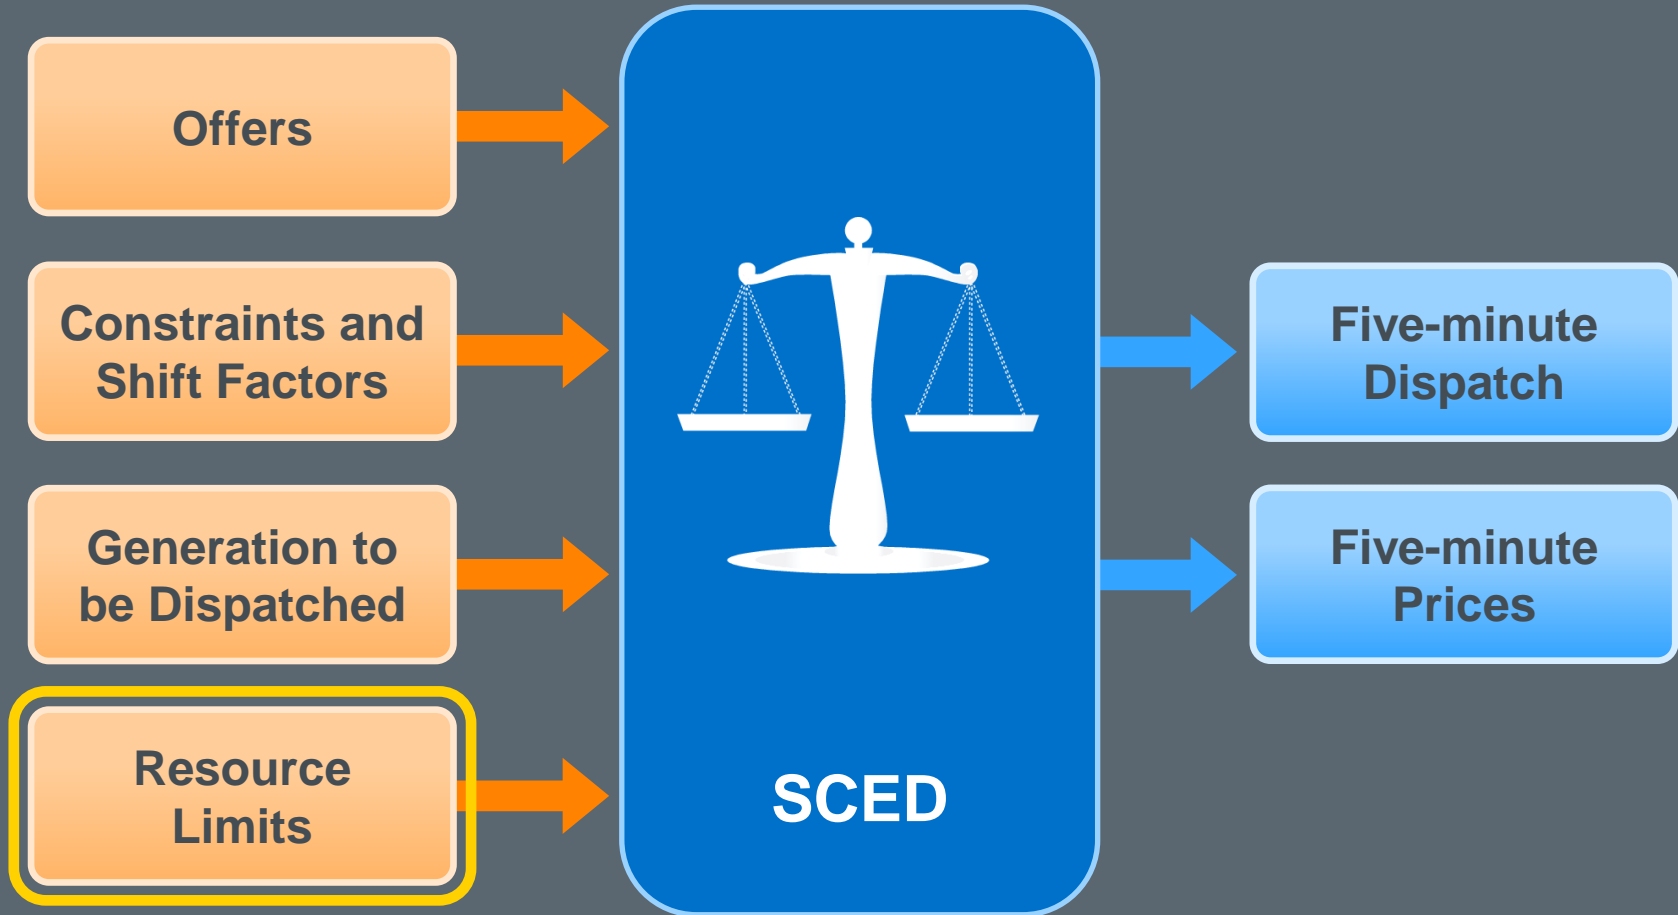 Offers
Constraints and
Shift Factors
Generation to
be Dispatched
Resource
Limits
SCED
Five-minute
Dispatch
Five-minute
Prices